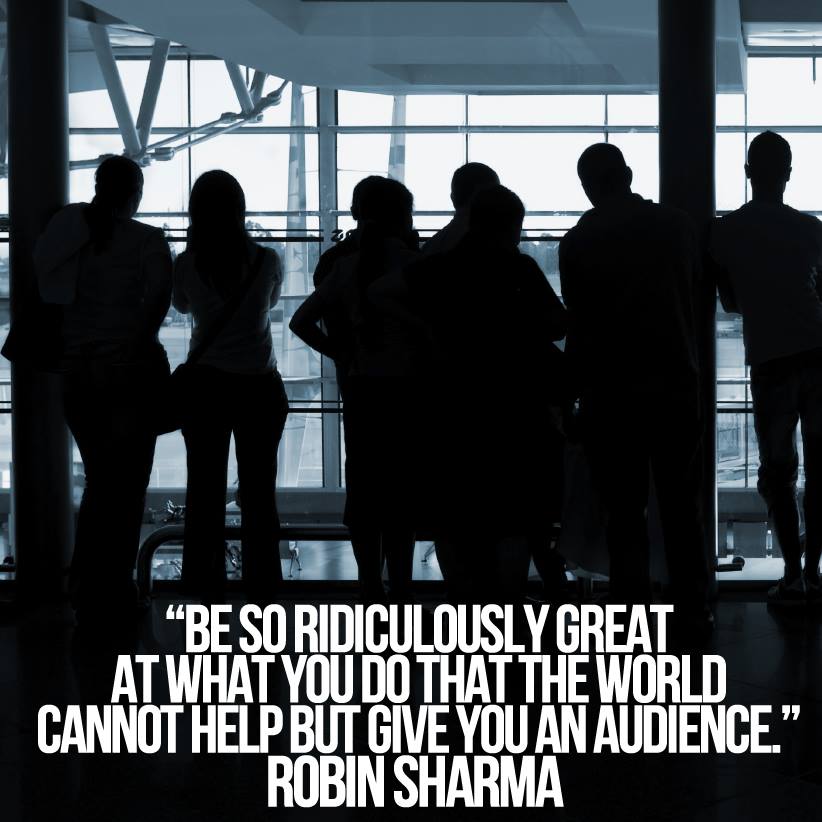 “BE SO RIDICULOUSLY GREAT
AT WHAT YOU DO THAT THE WORLD
CANNOT HELP BUT GIVE YOU AN AUDIENCE.”
ROBIN SHARMA